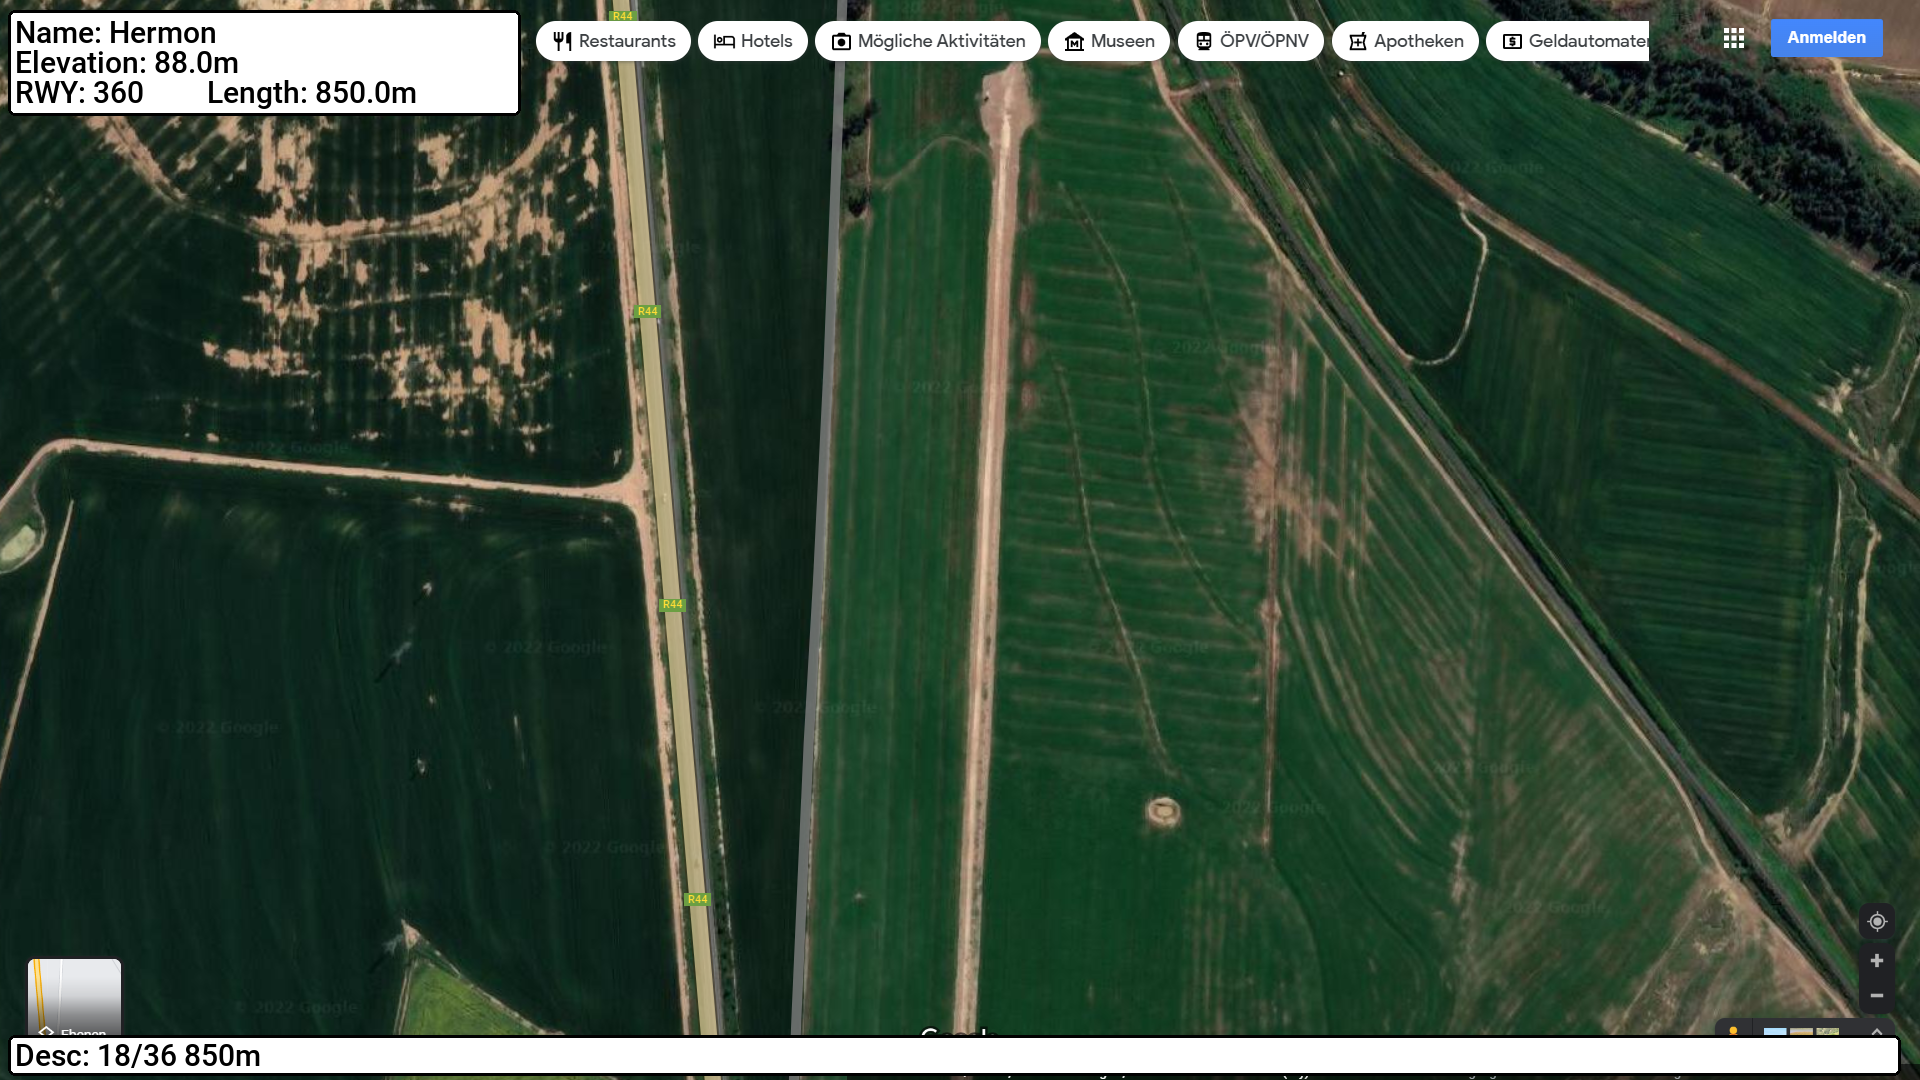 Name: Hermon
Elevation: 88.0m
RWY: 360 Length: 850.0m
R44
Restaurants
Hotels
Mögliche Aktivitäten
Museen
ÖPV/ÖPNV
Apotheken
Geldautomaten
Anmelden
© 2022 Google
R44
R44
R44
Ebenen
Google
Desc: 18/36 850m